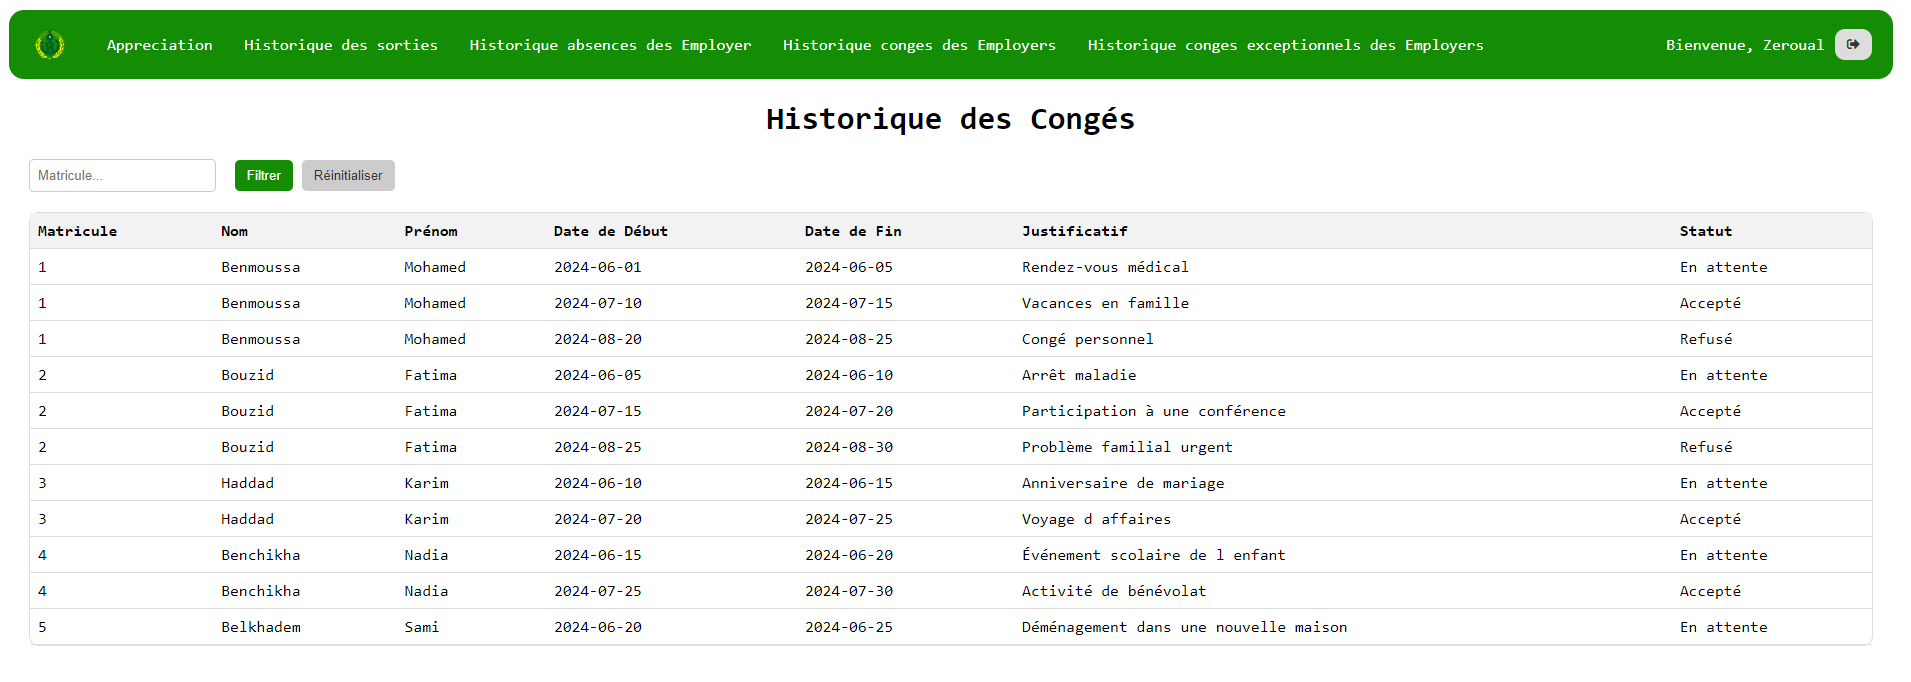 Appreciation Historique des sorties Historique absences des Employer Historique conges des Employers Historique conges exceptionnels des Employers Bienvenue, Zeroual
Historique des Congés
Matricule... Filtrer Réinitialiser
Matricule Nom Prénom Date de Début Date de Fin Justificatif Statut
1 Benmoussa Mohamed 2024-06-01 2024-06-05 Rendez-vous médical En attente
1 Benmoussa Mohamed 2024-07-10 2024-07-15 Vacances en famille Accepté
1 Benmoussa Mohamed 2024-08-20 2024-08-25 Congé personnel Refusé
2 Bouzid Fatima 2024-06-05 2024-06-10 Arrêt maladie En attente
2 Bouzid Fatima 2024-07-15 2024-07-20 Participation à une conférence Accepté
2 Bouzid Fatima 2024-08-25 2024-08-30 Problème familial urgent Refusé
3 Haddad Karim 2024-06-10 2024-06-15 Anniversaire de mariage En attente
3 Haddad Karim 2024-07-20 2024-07-25 Voyage d affaires Accepté
4 Benchikha Nadia 2024-06-15 2024-06-20 Événement scolaire de l enfant En attente
4 Benchikha Nadia 2024-07-25 2024-07-30 Activité de bénévolat Accepté
5 Belkhadem Sami 2024-06-20 2024-06-25 Déménagement dans une nouvelle maison En attente